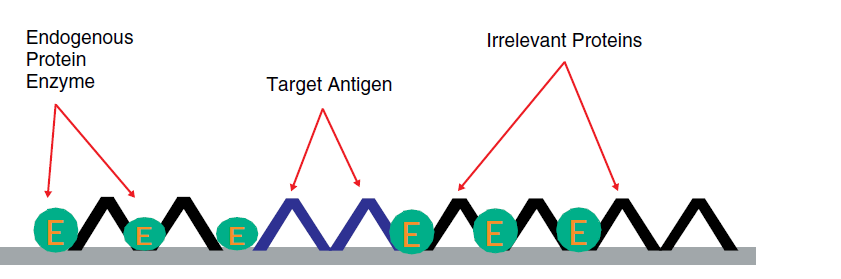 Endogenous
Protein
Enzyme
Target Antigen
Irrelevant Proteins
E
E
E
E
E
E